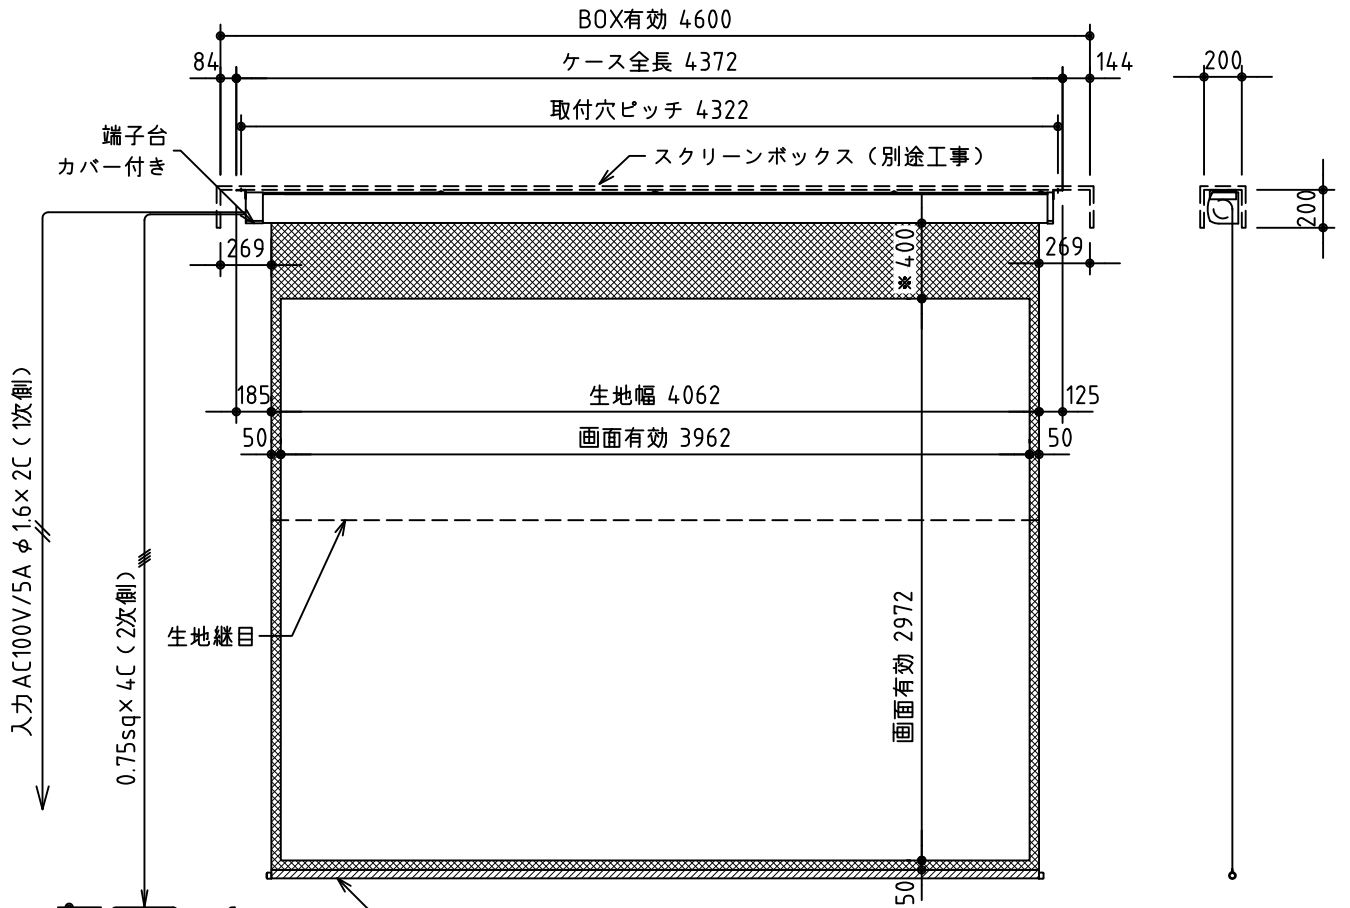 BOX有効 4600
84
ケース全長 4372
144
200
取付穴ピッチ 4322
端子台
カバー付き
スクリーンボックス（別途工事）
200
269
※ 400
269
185
生地幅 4062
125
50
画面有効 3962
50
入力AC100V/5A φ1.6×2C（1次側）
0.75sq×4C（2次側）
生地継目
画面有効 2972
50